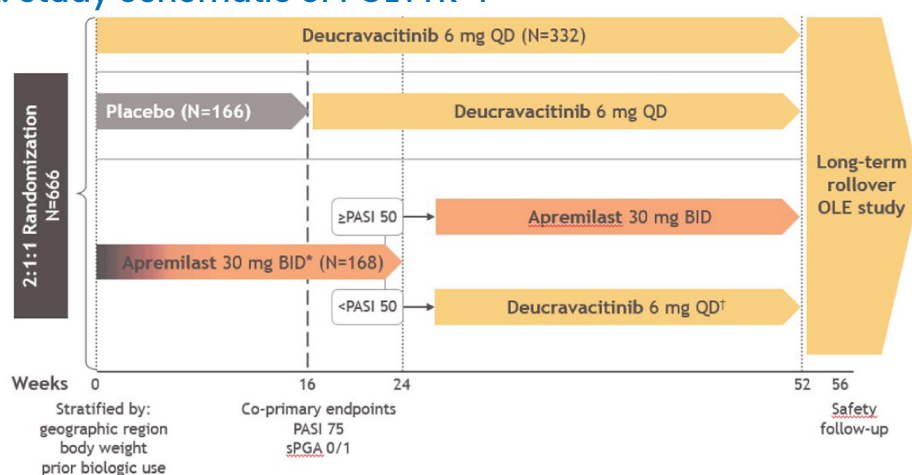 Deucravacitinib 6 mg QD (N=332)
Placebo (N=166)
Deucravacitinib 6 mg QD
2:1:1 Randomization
N=666
≥PASI 50
Apremilast 30 mg BID
Apremilast 30 mg BID* (N=168)
<PASI 50
Deucravacitinib 6 mg QD†
Long-term
rollover
OLE study
Weeks 0 16 24 52 56
Stratified by:
geographic region
body weight
prior biologic use
Co-primary endpoints
PASI 75
sPGA 0/1
Safety
follow-up